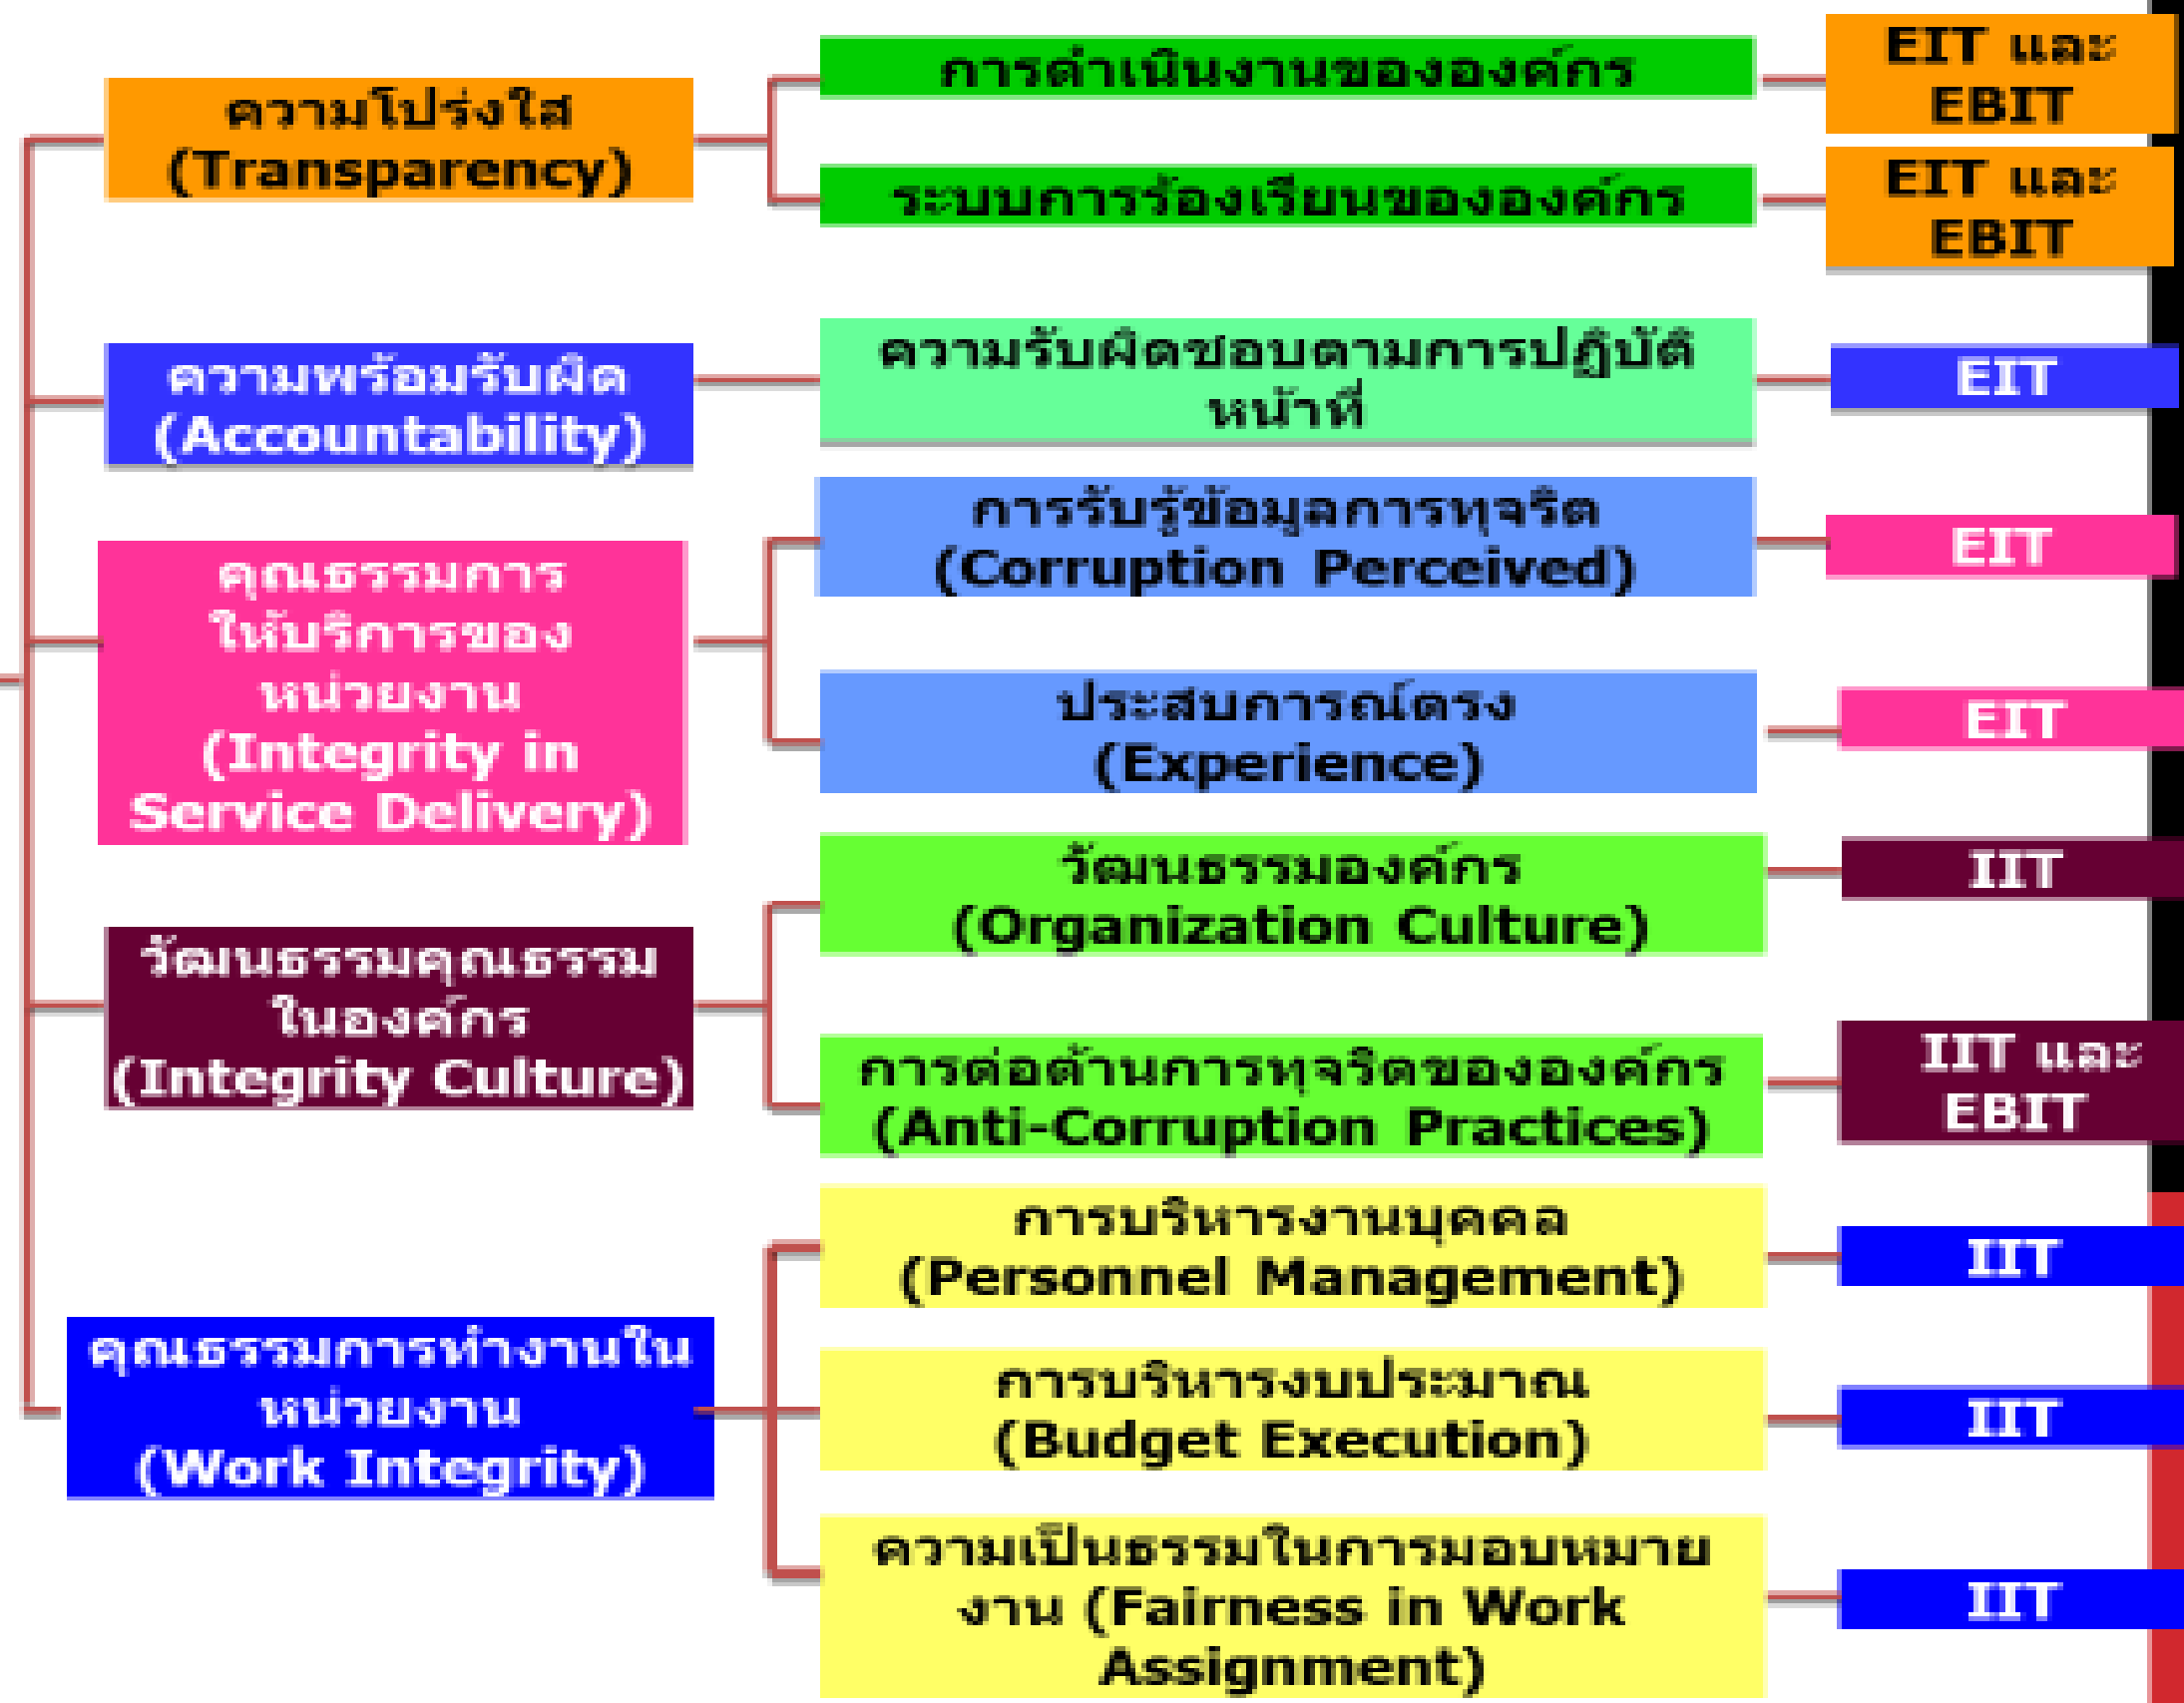 ความโปร่งใส
(Transparency)
การดำเนินงานขององค์กร
EIT และ
EBIT
ระบบการร้องเรียนขององค์กร
EIT และ
EBIT
ความพร้อมรับผิด
(Accountability)
ความรับผิดชอบตามการปฏิบัติ
หน้าที่
EIT
คุณธรรมการ
ให้บริการของ
หน่วยงาน
(Integrity in
Service Delivery)
การรับรู้ข้อมูลการทุจริต
(Corruption Perceived)
EIT
ประสบการณ์ตรง
(Experience)
EIT
วัฒนธรรมคุณธรรม
ในองค์กร
(Integrity Culture)
วัฒนธรรมองค์กร
(Organization Culture)
IIT
การต่อต้านการทุจริตขององค์กร
(Anti-Corruption Practices)
IIT และ
EBIT
คุณธรรมการทำงานใน
หน่วยงาน
(Work Integrity)
การบริหารงานบุคคล
(Personnel Management)
IIT
การบริหารงบประมาณ
(Budget Execution)
IIT
ความเป็นธรรมในการมอบหมาย
งาน (Fairness in Work
Assignment)
IIT